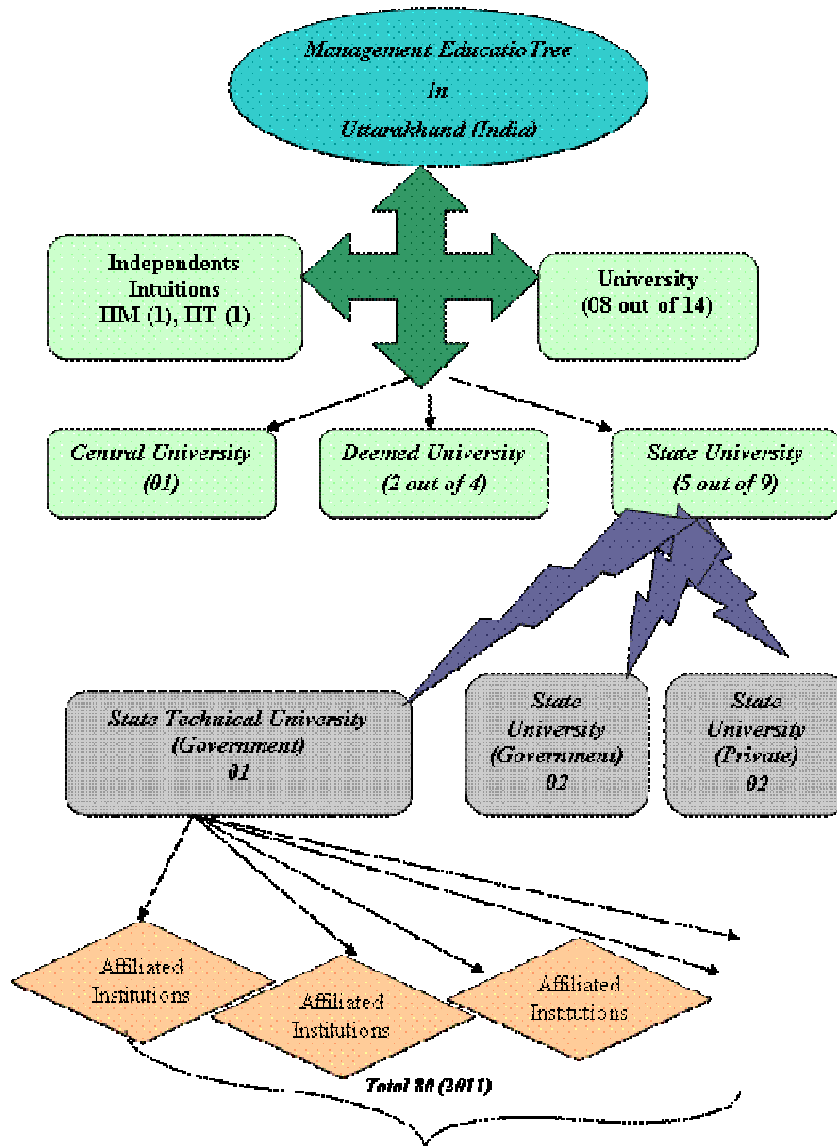 Management EducatioTree
In
Uttarakhand (India)
Independents
Intuitions
IIM (1), IIT (1)
University
(08 out of 14)
Central University
(01)
Deemed University
(2 out of 4)
State University
(5 out of 9)
State Technical University
(Government)
01
State
University
(Government)
02
State
University
(Private)
02
Affiliated
Institutions
Affiliated
Institutions
Affiliated
Institutions
Total (2011)